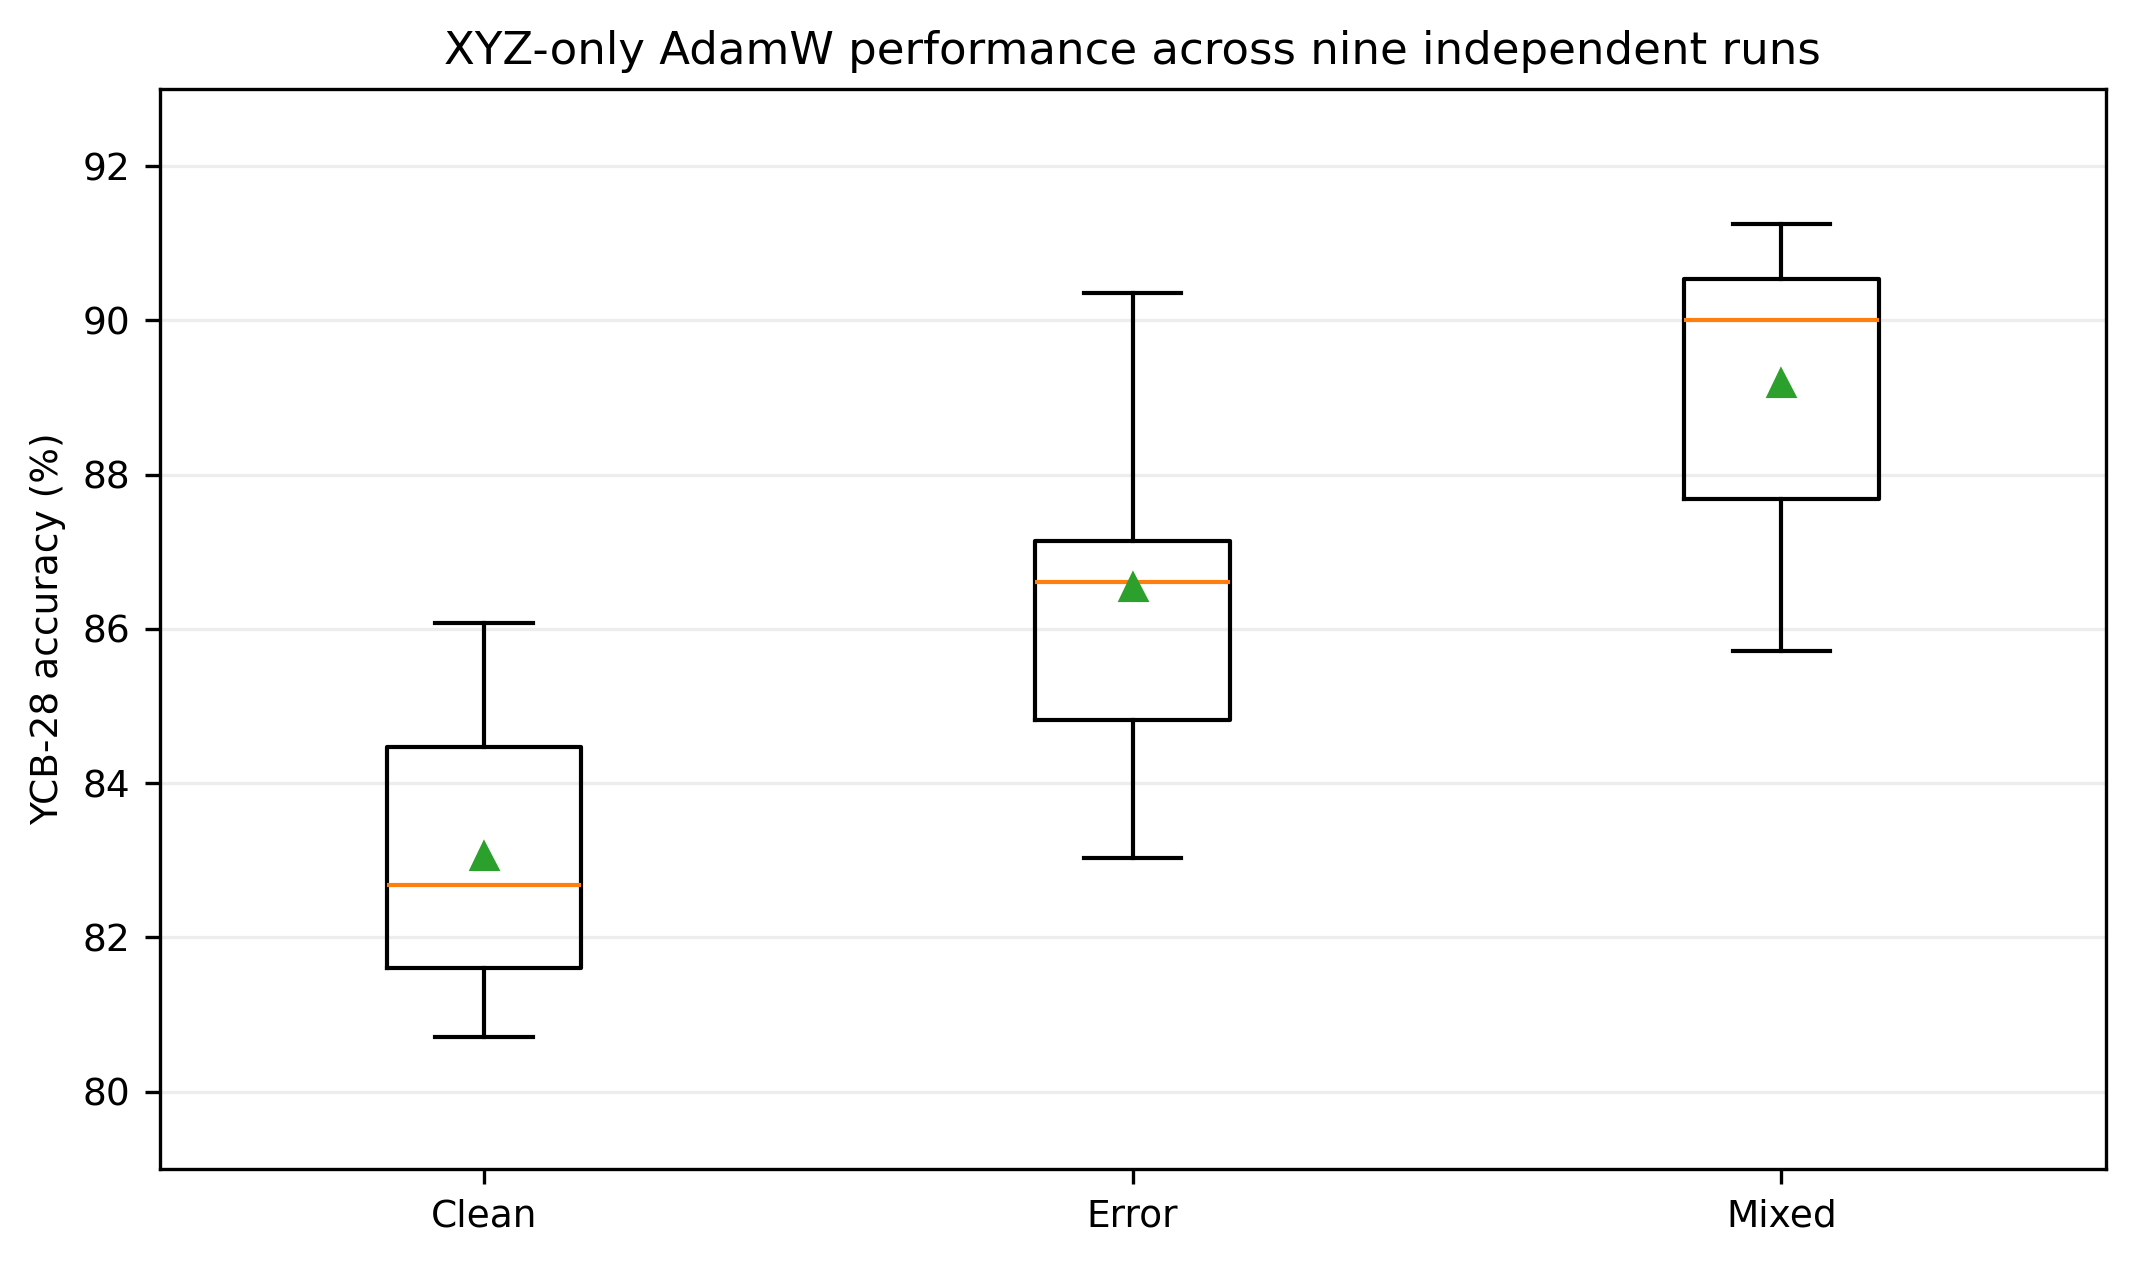 XYZ-only AdamW performance across nine independent runs
YCB-28 accuracy (%)
92
90
88
86
84
82
80
Clean
Error
Mixed